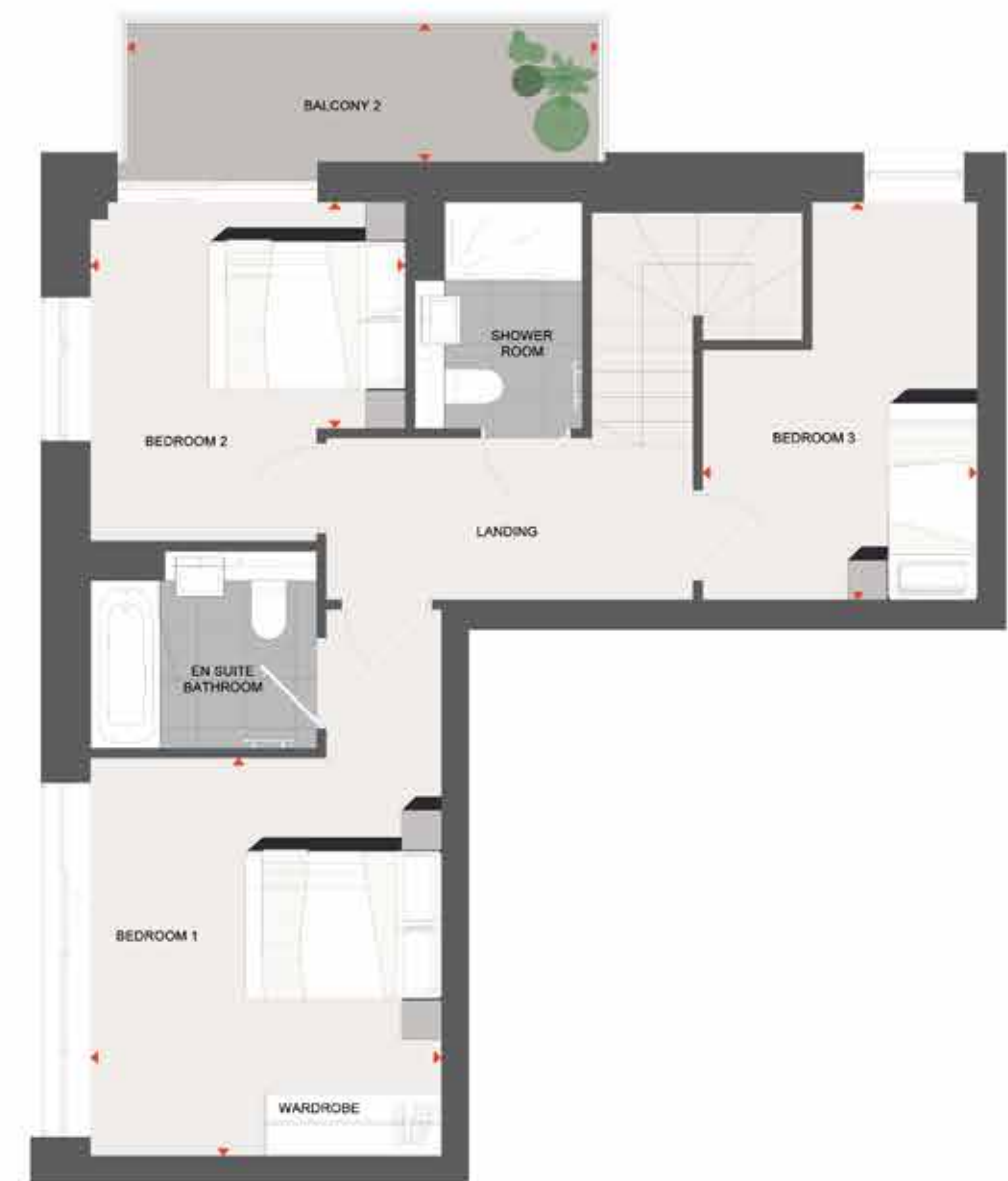 BALCONY 2
SHOWER
ROOM
BEDROOM 2
BEDROOM 3
LANDING
EN SUITE
BATHROOM
BEDROOM 1
WARDROBE